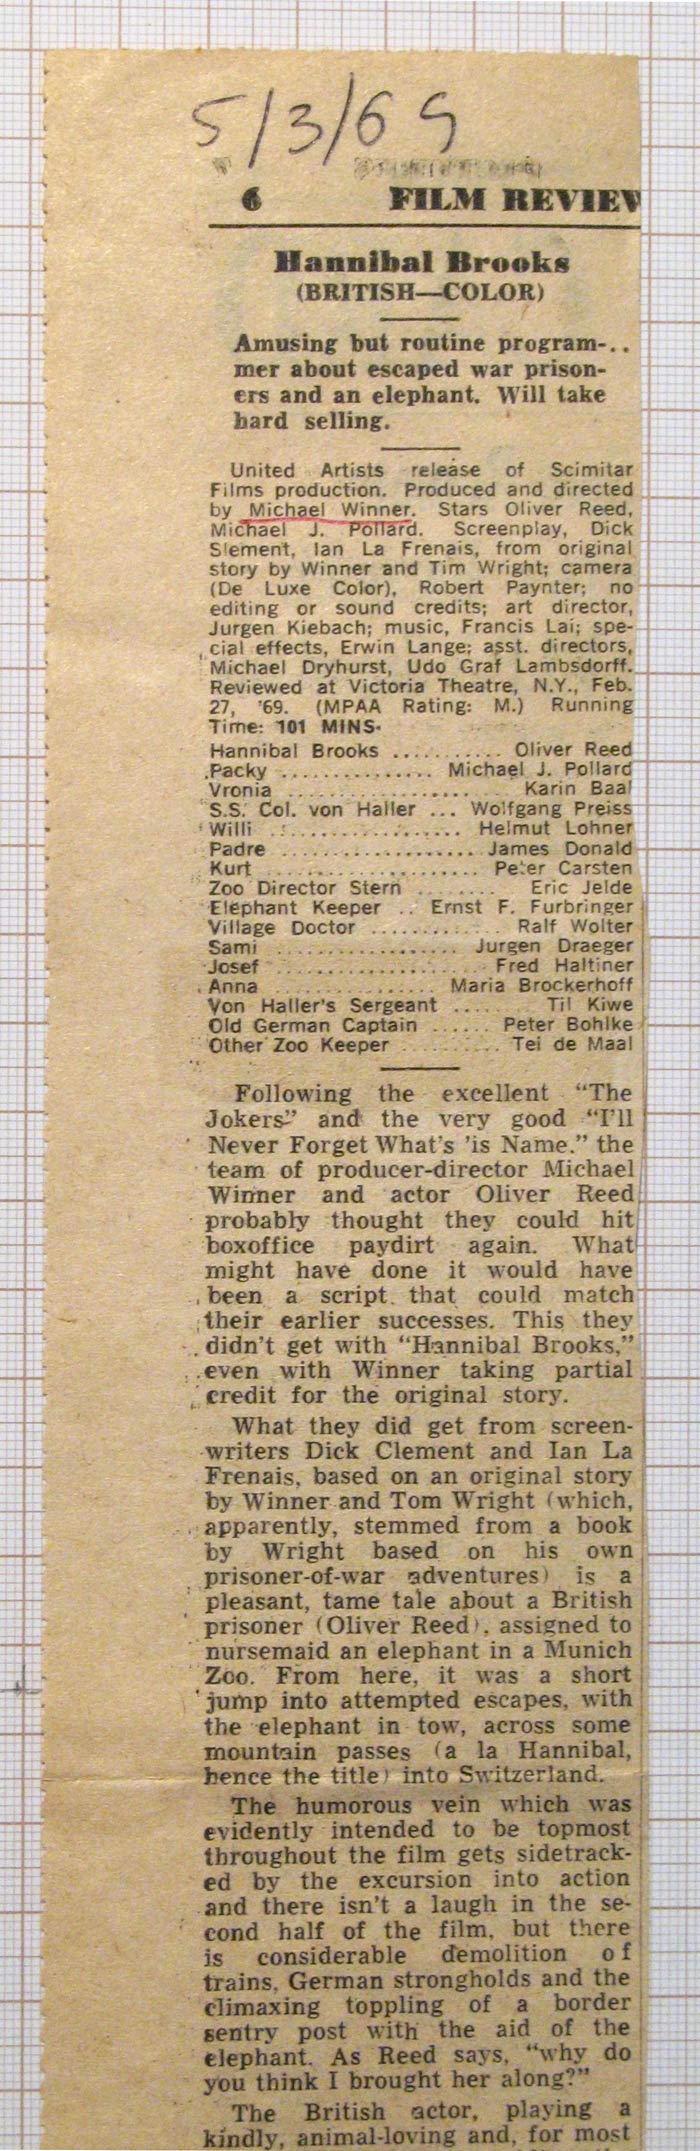 5/3/69
6 FILM REVIEW
Hannibal Brooks
(BRITISH—COLOR)
Amusing but routine program-..
mer about escaped war prison-
ers and an elephant. Will take
hard selling.
United Artists release of Scimitar
Films production. Produced and directed
by Michael Winner. Stars Oliver Reed,
Michael J. Pollard. Screenplay, Dick
Slement, Ian La Frenais, from original
story by Winner and Tim Wright; camera
(De Luxe Color), Robert Paynter; no
editing or sound credits; art director,
Jurgen Kiebach; music, Francis Lai; spe-
cial effects, Erwin Lange; asst. directors,
Michael Dryhurst, Udo Graf Lambsdorff.
Reviewed at Victoria Theatre, N.Y., Feb.
27, '69. (MPAA Rating: M.) Running
Time: 101 MINS.
Hannibal Brooks .......... Oliver Reed
Packy .............. Michael J. Pollard
Vronia .................... Karin Baal
S.S. Col. von Haller ... Wolfgang Preiss
Willi .................. Helmut Lohner
Padre ................... James Donald
Kurt .................... Peter Carsten
Zoo Director Stern ........ Eric Jelde
Elephant Keeper .. Ernst F. Furbringer
Village Doctor ............ Ralf Wolter
Sami .................. Jurgen Draeger
Josef .................... Fred Haltiner
Anna .............. Maria Brockerhoff
Von Haller's Sergeant ...... Til Kiwe
Old German Captain ...... Peter Bohlke
Other Zoo Keeper .......... Tei de Maal
Following the excellent "The
Jokers" and the very good "I'll
Never Forget What's 'is Name." the
team of producer-director Michael
Winner and actor Oliver Reed
probably thought they could hit
boxoffice paydirt again. What
might have done it would have
been a script that could match
their earlier successes. This they
didn't get with "Hannibal Brooks,"
even with Winner taking partial
credit for the original story.
What they did get from screen-
writers Dick Clement and Ian La
Frenais, based on an original story
by Winner and Tom Wright (which,
apparently, stemmed from a book
by Wright based on his own
prisoner-of-war adventures) is a
pleasant, tame tale about a British
prisoner (Oliver Reed), assigned to
nursemaid an elephant in a Munich
Zoo. From here, it was a short
jump into attempted escapes, with
the elephant in tow, across some
mountain passes (a la Hannibal,
hence the title) into Switzerland.
The humorous vein which was
evidently intended to be topmost
throughout the film gets sidetrack-
ed by the excursion into action
and there isn't a laugh in the se-
cond half of the film, but there
is considerable demolition of
trains, German strongholds and the
climaxing toppling of a border
sentry post with the aid of the
elephant. As Reed says, "why do
you think I brought her along?"
The British actor, playing a
kindly, animal-loving and, for most